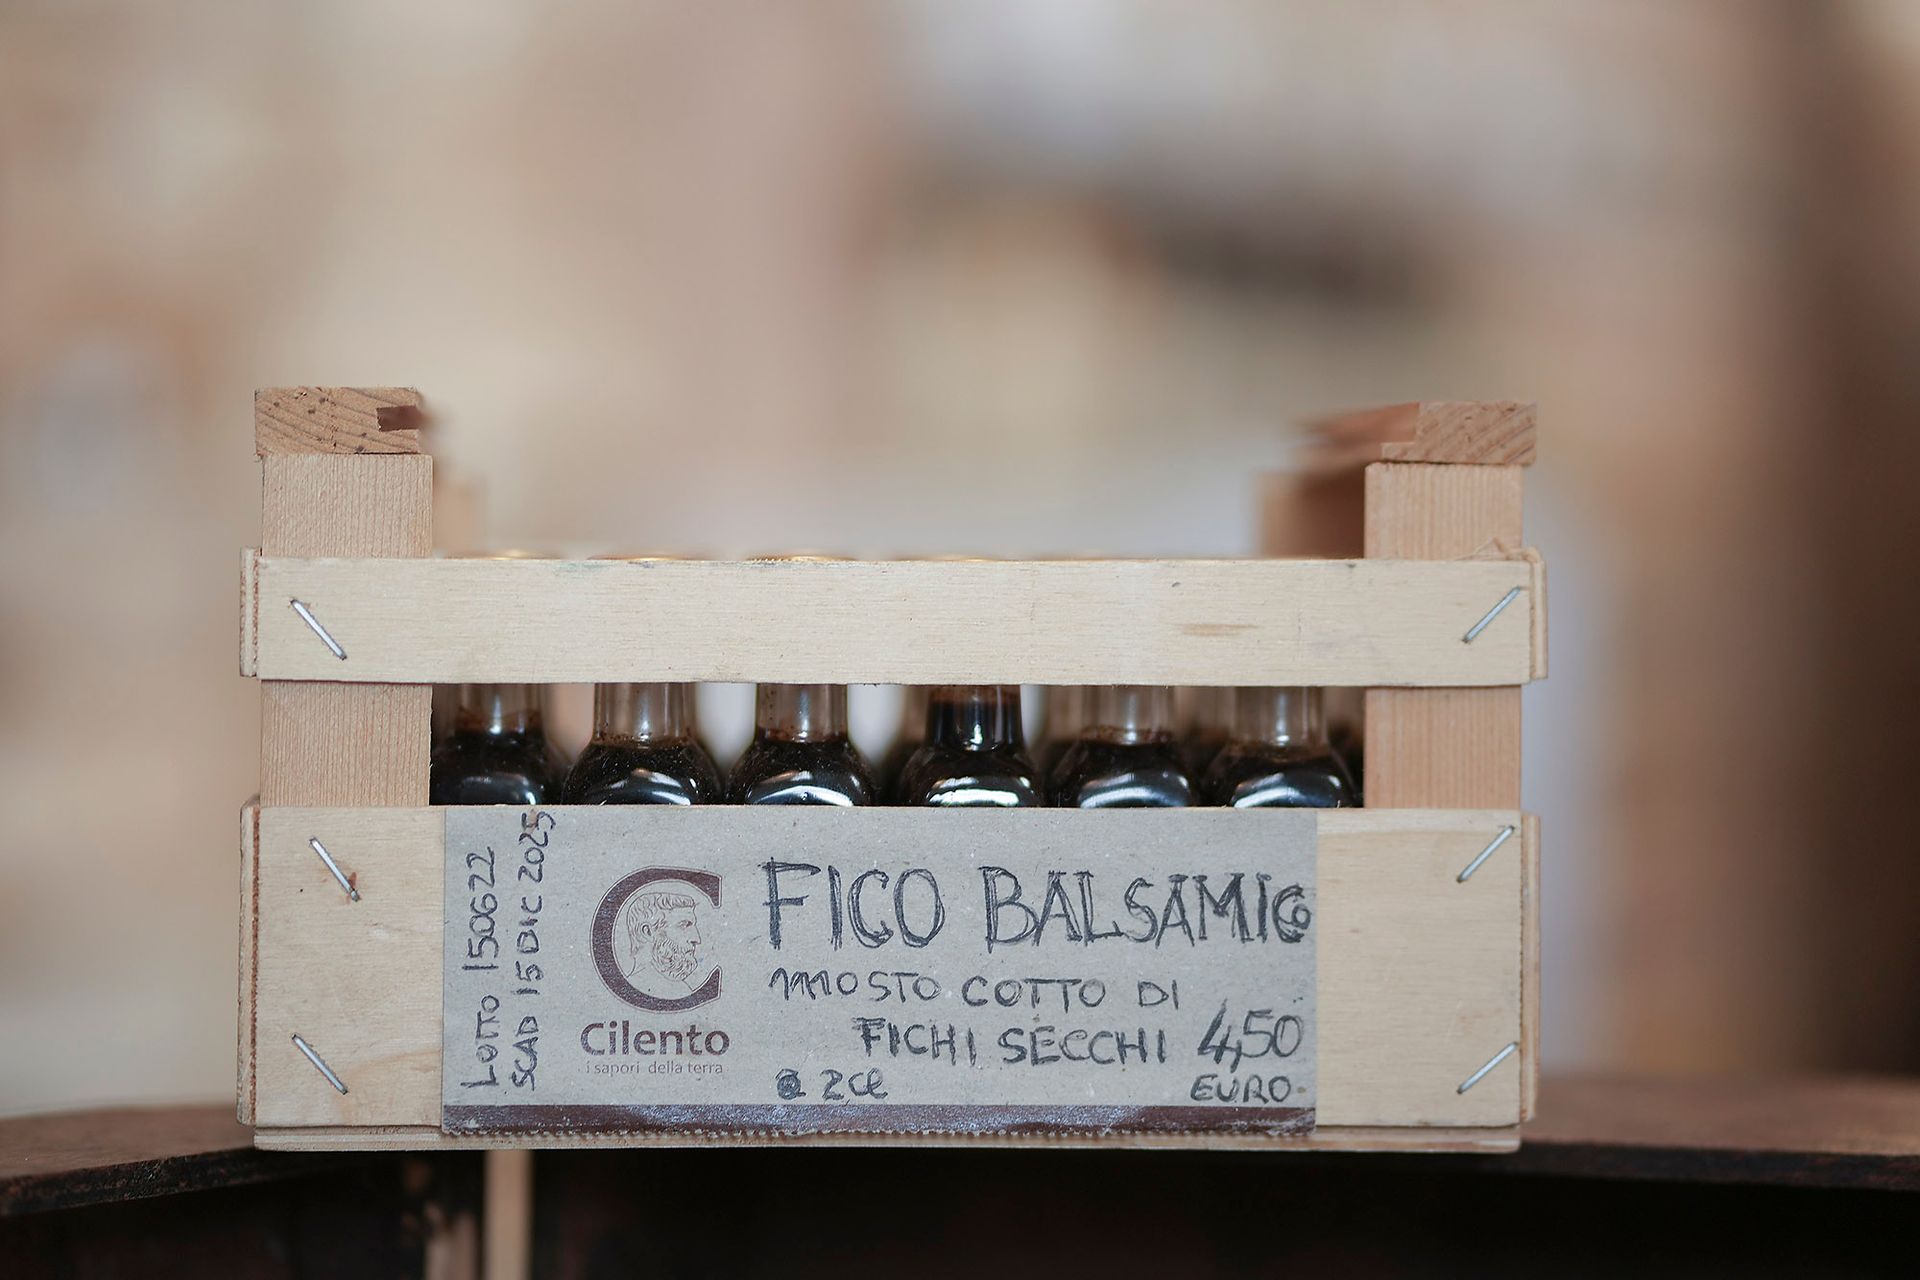 LOTTO 150622
SCAD 15 DIC 2025
Cilento
i sapori della terra
FICO BALSAMICO
MOSTO COTTO DI
FICHI SECCHI
4,50
EURO
2cl